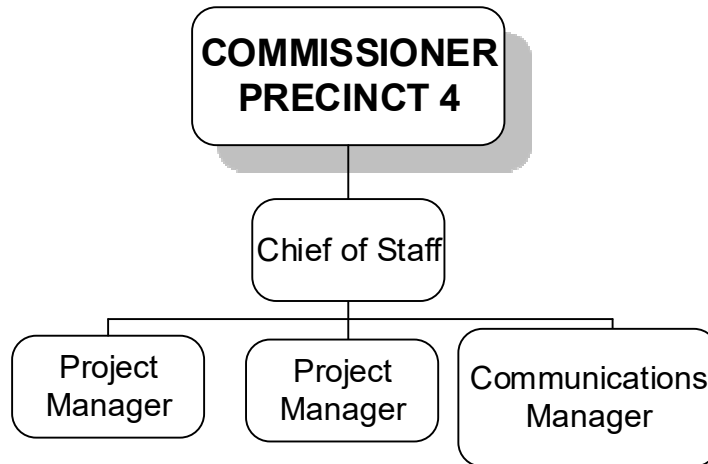 COMMISSIONER
PRECINCT 4
Chief of Staff
Project
Manager
Project
Manager
Communications
Manager